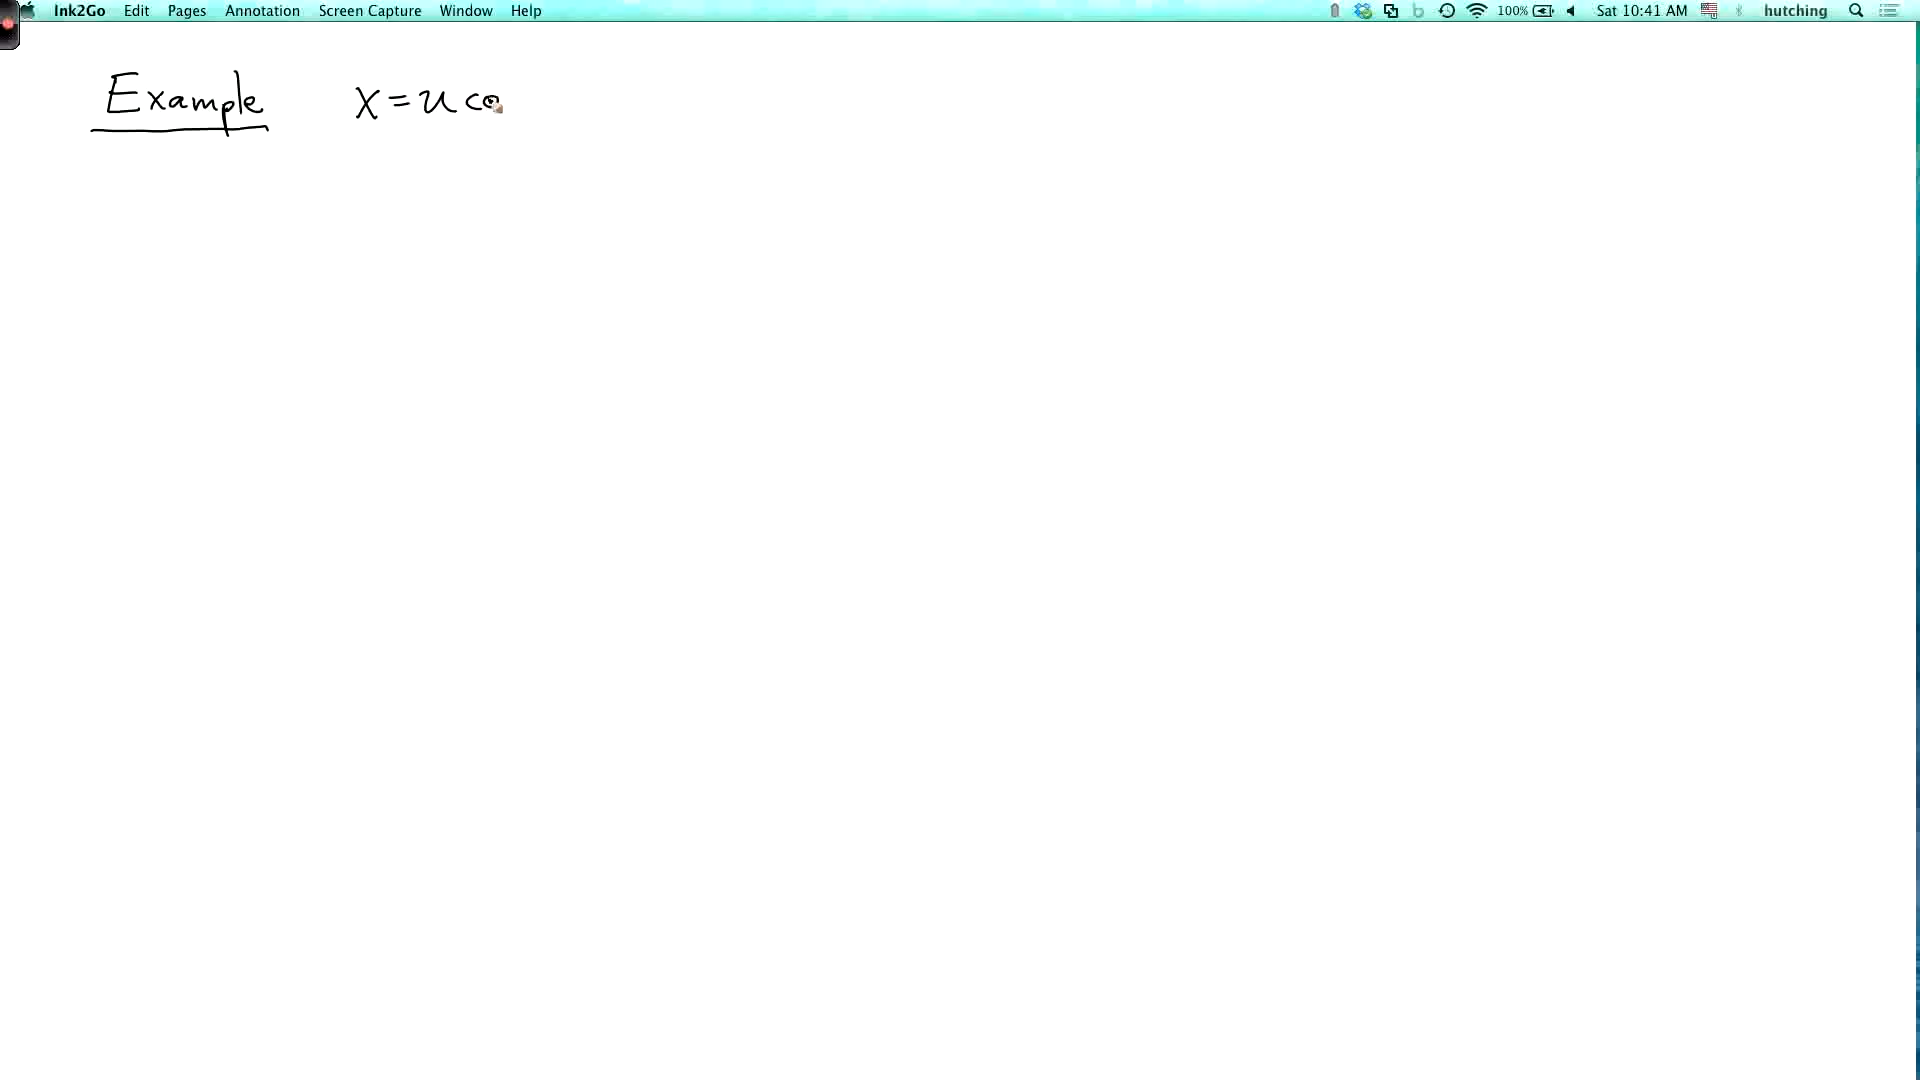 Ink2Go Edit Pages Annotation Screen Capture Window Help 100% Sat 10:41 AM hutching
Example x = u co